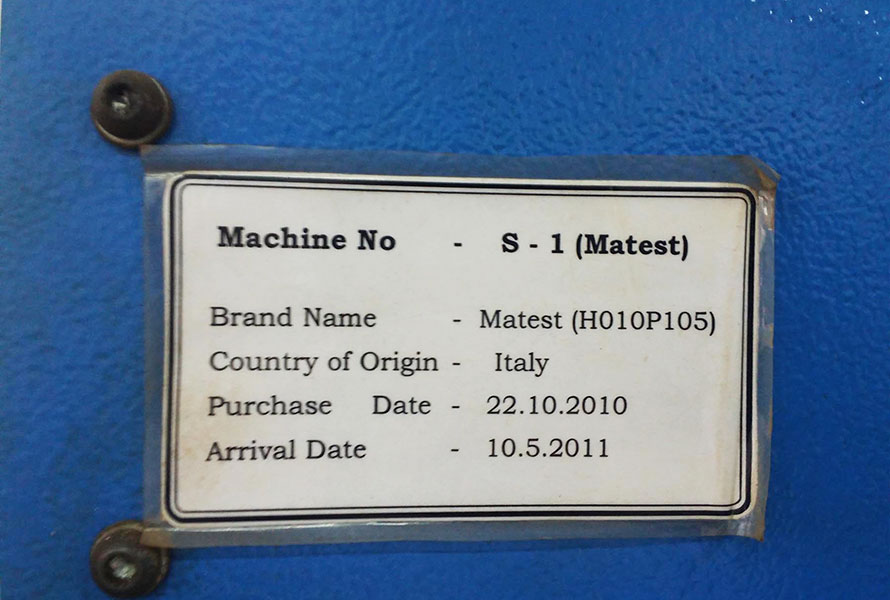 Machine No - S - 1 (Matest)
Brand Name - Matest (H010P105)
Country of Origin - Italy
Purchase Date - 22.10.2010
Arrival Date - 10.5.2011